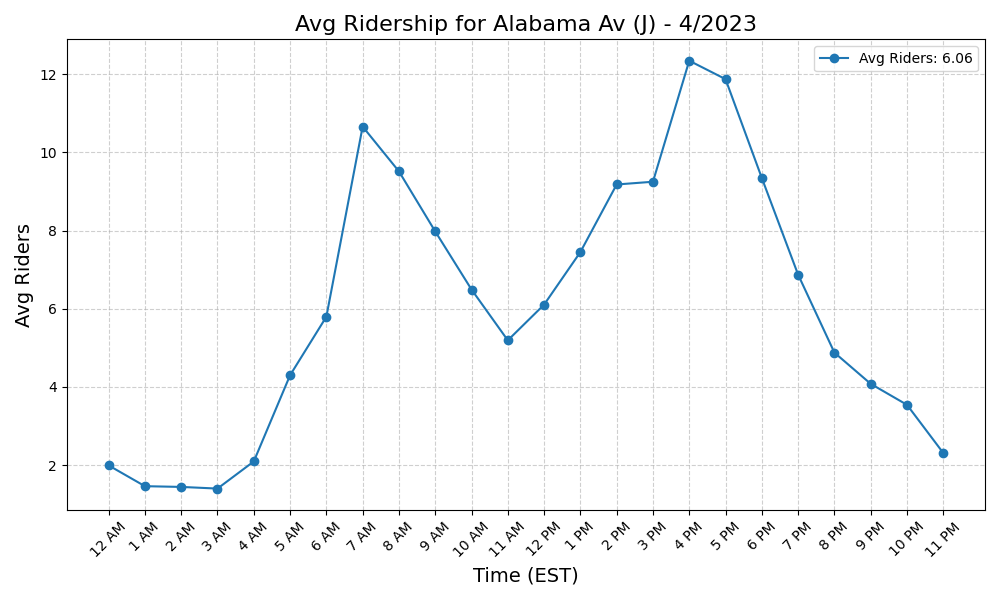 Avg Ridership for Alabama Av (J) - 4/2023
Avg Riders: 6.06
Avg Riders
12
10
8
6
4
2
12 AM
1 AM
2 AM
3 AM
4 AM
5 AM
6 AM
7 AM
8 AM
9 AM
10 AM
11 AM
12 PM
1 PM
2 PM
3 PM
4 PM
5 PM
6 PM
7 PM
8 PM
9 PM
10 PM
11 PM
Time (EST)